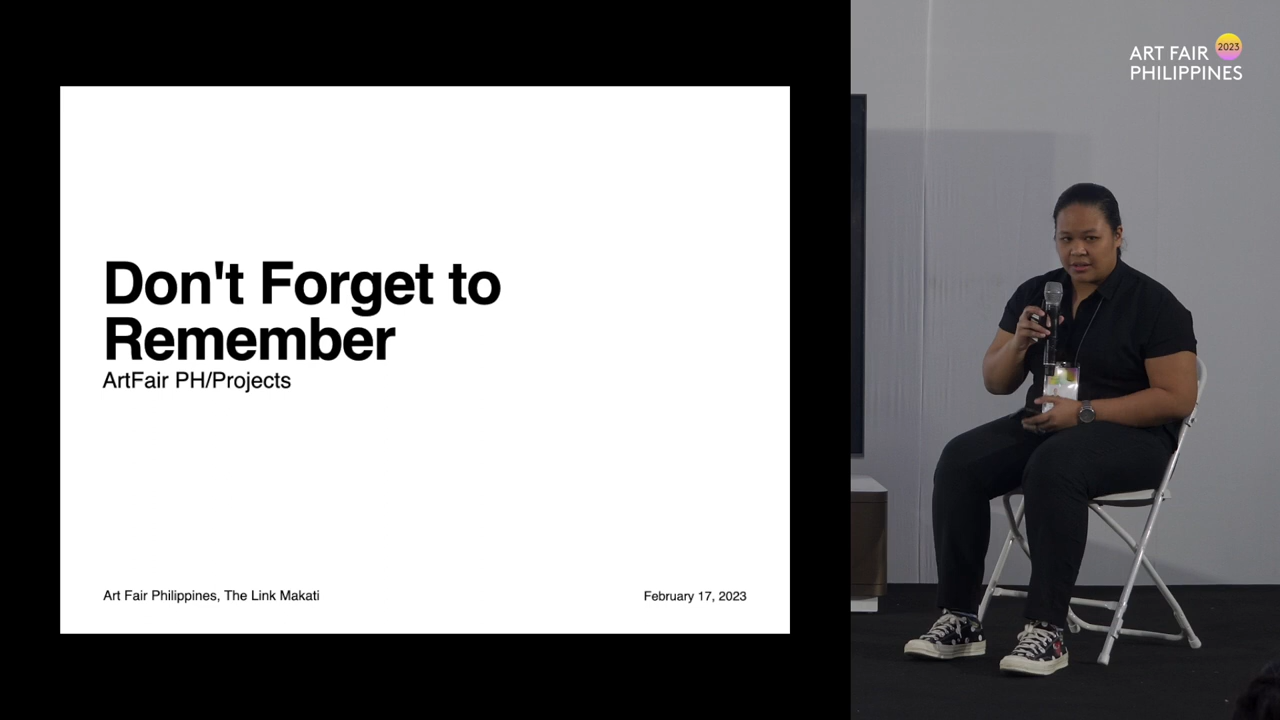 Don't Forget to
Remember
ArtFair PH/Projects
Art Fair Philippines, The Link Makati
February 17, 2023
ART FAIR 2023
PHILIPPINES